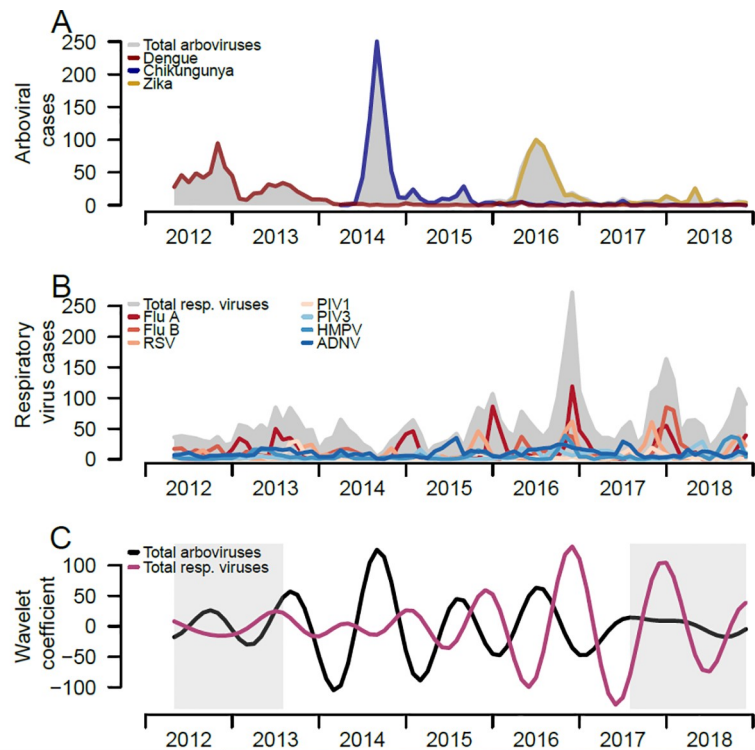 A
Arboviral
cases
250
200
150
100
50
0
Total arboviruses
Dengue
Chikungunya
Zika
2012 2013 2014 2015 2016 2017 2018
B
Respiratory
virus cases
250
200
150
100
50
0
Total resp. viruses PIV1
Flu A PIV3
Flu B HMPV
RSV ADNV
2012 2013 2014 2015 2016 2017 2018
C
Wavelet
coefficient
100
50
0
−50
−100
Total arboviruses
Total resp. viruses
2012 2013 2014 2015 2016 2017 2018